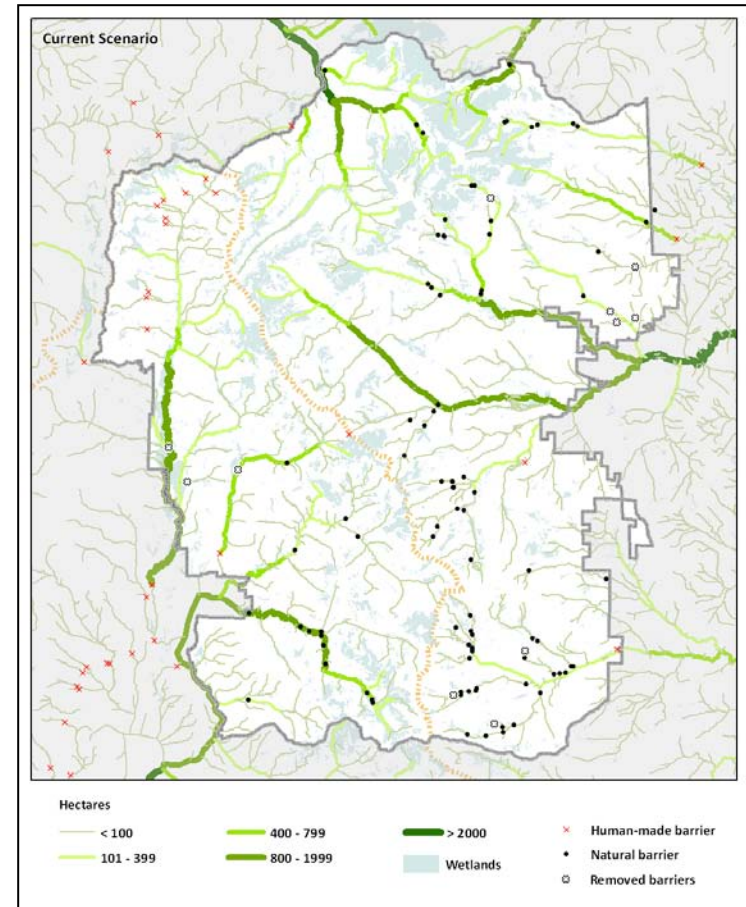 Current Scenario
Hectares
< 100
101 - 399
400 - 799
800 - 1999
> 2000
Wetlands
Human-made barrier
Natural barrier
Removed barriers